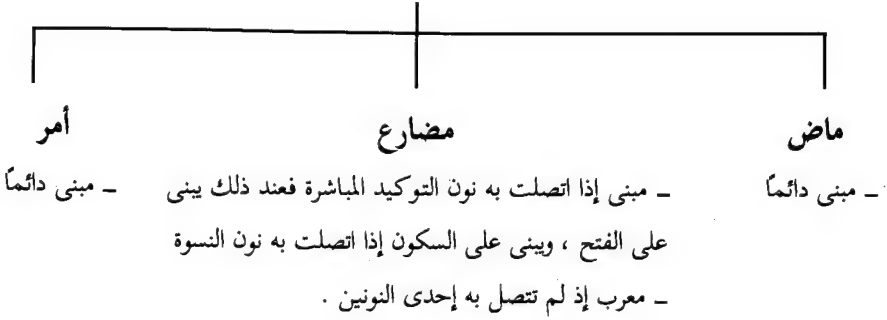 ماض مضارع أمر
ـ مبنى دائماً ـ مبنى إذا اتصلت به نون التوكيد المباشرة فعند ذلك يبنى ـ مبنى دائماً
على الفتح ، ويبنى على السكون إذا اتصلت به نون النسوة
ـ معرب إذ لم تتصل به إحدى النونين .